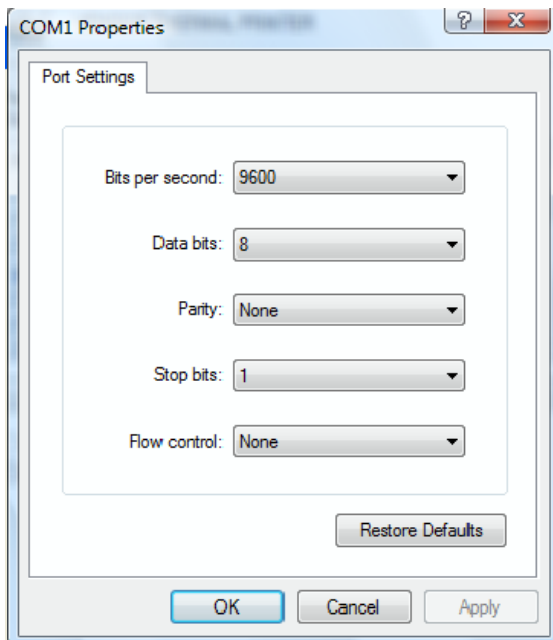 COM1 Properties
Port Settings
Bits per second: 9600
Data bits: 8
Parity: None
Stop bits: 1
Flow control: None
Restore Defaults
OK Cancel Apply